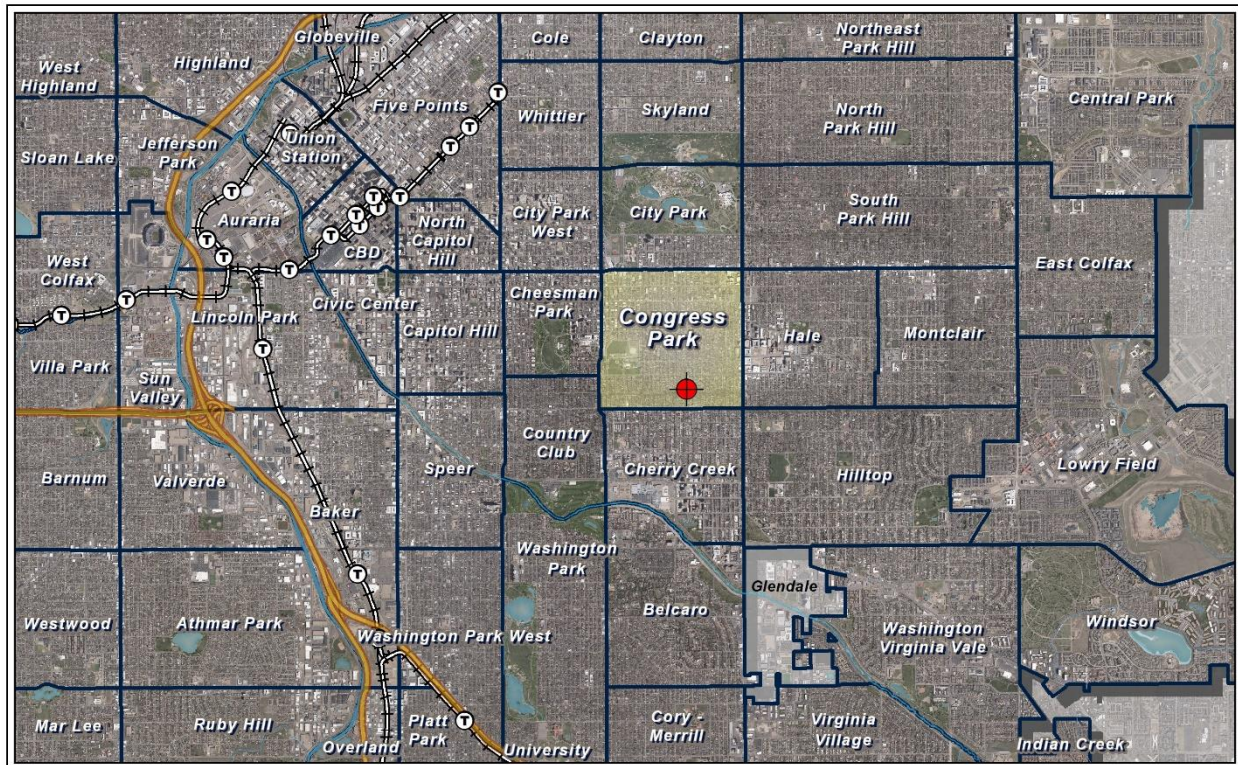 Globeville
Cole
Clayton
Northeast
Park Hill
West
Highland
Highland
Five Points
Whittier
Skyland
North
Park Hill
Central Park
Sloan Lake
Jefferson
Park
Union
Station
T
T
T
T
T
Auraria
T
T
T
T
T
T
T
T
CBD
North
Capitol
Hill
City Park
West
City Park
South
Park Hill
West
Colfax
T
T
T
Civic Center
Cheesman
Park
East Colfax
Lincoln Park
Capitol Hill
Congress
Park
Hale
Montclair
Villa Park
T
Sun
Valley
Barnum
Valverde
Baker
Speer
Country
Club
Cherry Creek
Hilltop
Lowry Field
Washington
Park
T
Glendale
Westwood
Athmar Park
Washington Park West
Belcaro
Washington
Virginia Vale
Windsor
Mar Lee
Ruby Hill
Overland
Platt
Park
T
University
Cory -
Merrill
Virginia
Village
Indian Creek